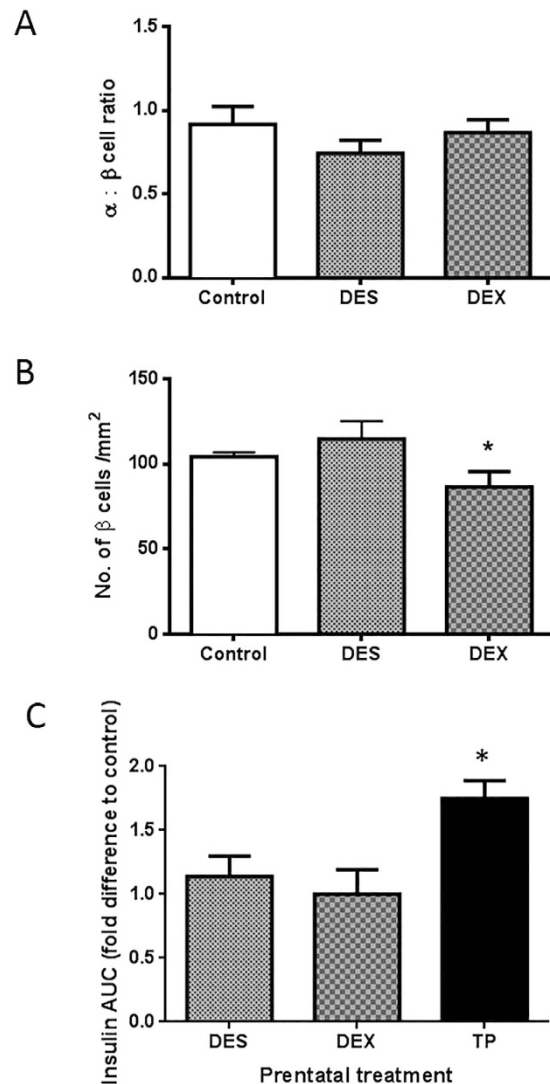 A
α : β cell ratio
1.5
1.0
0.5
0.0
Control DES DEX
B
No. of β cells /mm²
150
100
50
0
*
Control DES DEX
C
Insulin AUC (fold difference to control)
2.0
1.5
1.0
0.5
0.0
*
DES DEX TP
Prentatal treatment